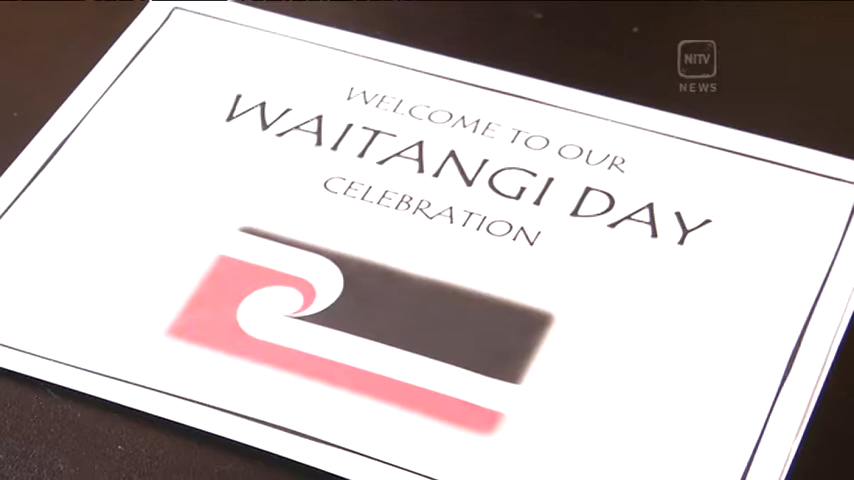 NITV
NEWS
WELCOME TO OUR
WAITANGI DAY
CELEBRATION